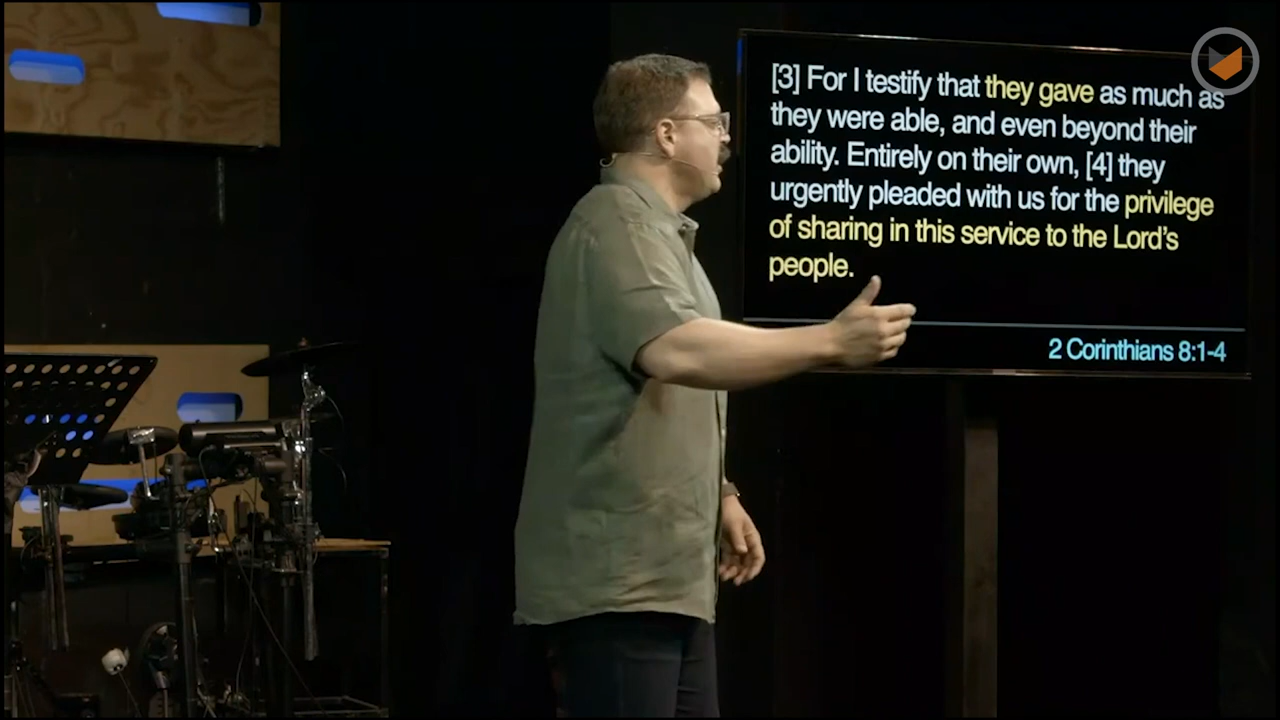 [3] For I testify that they gave as much as
they were able, and even beyond their
ability. Entirely on their own, [4] they
urgently pleaded with us for the privilege
of sharing in this service to the Lord's
people.
2 Corinthians 8:1-4